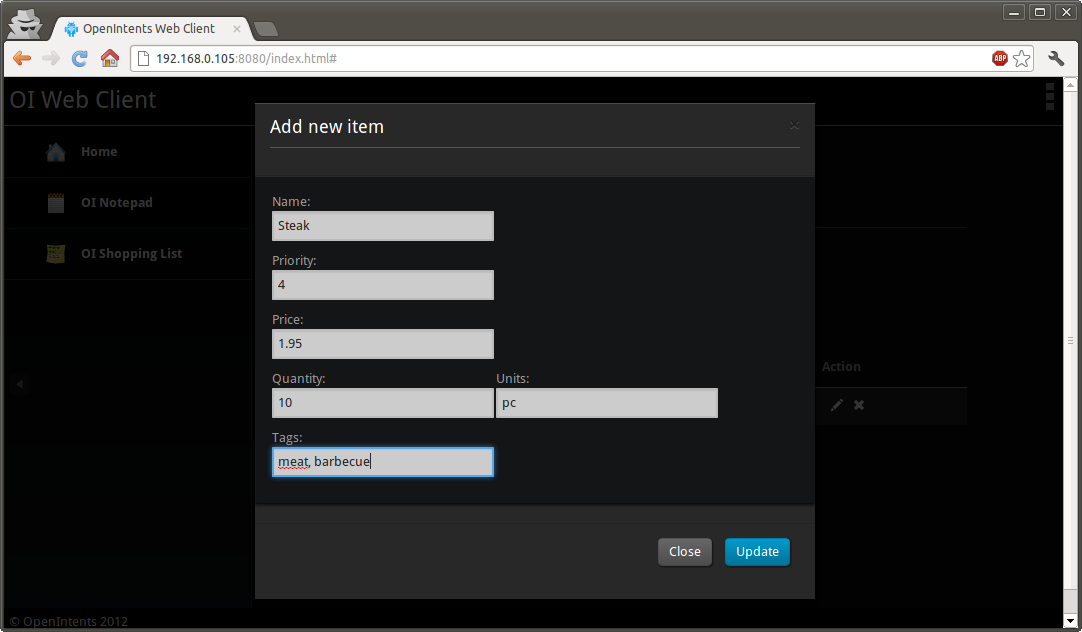 OpenIntents Web Client
192.168.0.105:8080/index.html#
ABP
OI Web Client
Add new item
Home
OI Notepad
OI Shopping List
Name:
Steak
Priority:
4
Price:
1.95
Quantity: Units:
10 pc
Tags:
meat, barbecue
Action
Close Update
© OpenIntents 2012